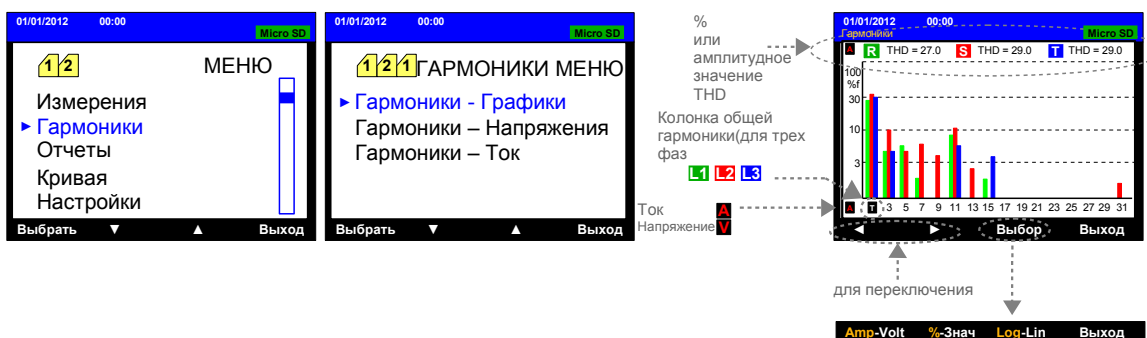 01/01/2012 00:00
Micro SD
1 2 МЕНЮ
Измерения
Гармоники
Отчеты
Кривая
Настройки
Выбрать ▼ ▲ Выход
01/01/2012 00:00
Micro SD
1 2 1 ГАРМОНИКИ МЕНЮ
Гармоники - Графики
Гармоники – Напряжения
Гармоники – Ток
Выбрать ▼ ▲ Выход
%
или
амплитудное
значение
THD
Колонка общей
гармоники(для трех
фаз
L1 L2 L3
Ток A
Напряжение V
01/01/2012 00:00
Гармоники Micro SD
A R THD = 27.0 S THD = 29.0 T THD = 29.0
100
%f
30
10
3
A T 3 5 7 9 11 13 15 17 19 21 23 25 27 29 31
◄ ► Выбор Выход
для переключения
Amp-Volt %-Знач Log-Lin Выход